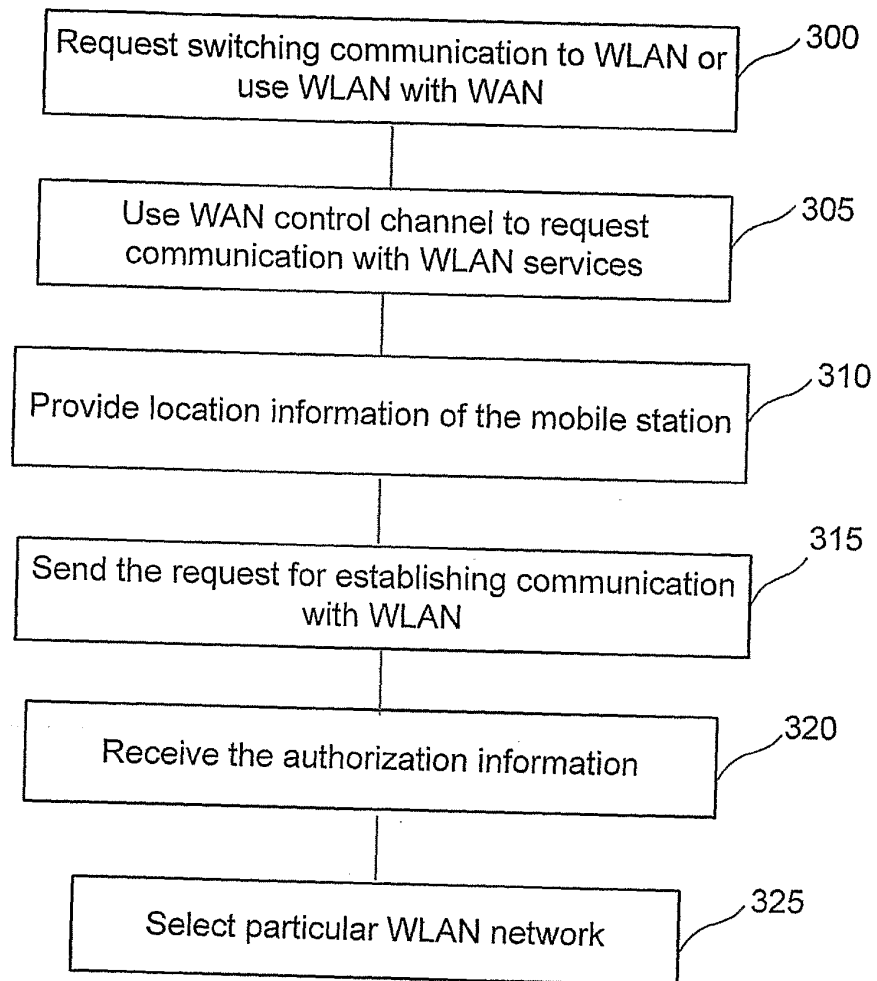 Request switching communication to WLAN or
use WLAN with WAN
300
Use WAN control channel to request
communication with WLAN services
305
Provide location information of the mobile station
310
Send the request for establishing communication
with WLAN
315
Receive the authorization information
320
Select particular WLAN network
325